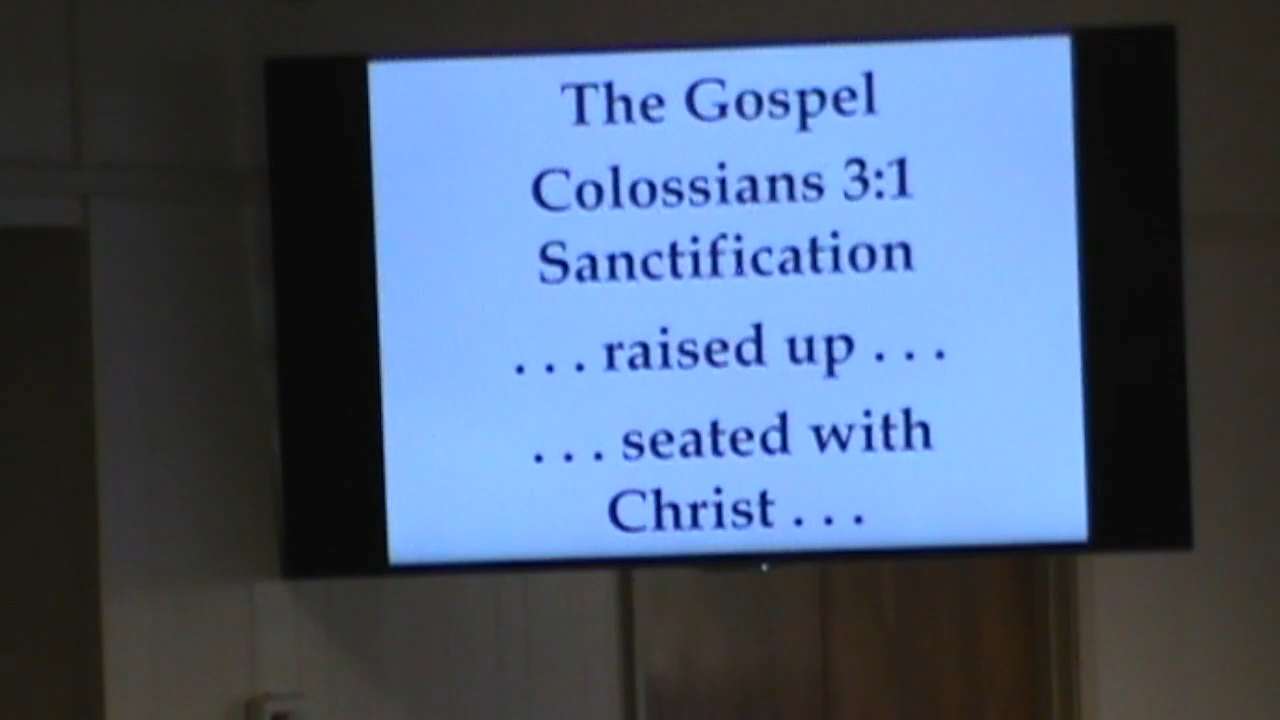 The Gospel
Colossians 3:1
Sanctification
. . . raised up . . .
. . . seated with
Christ . . .